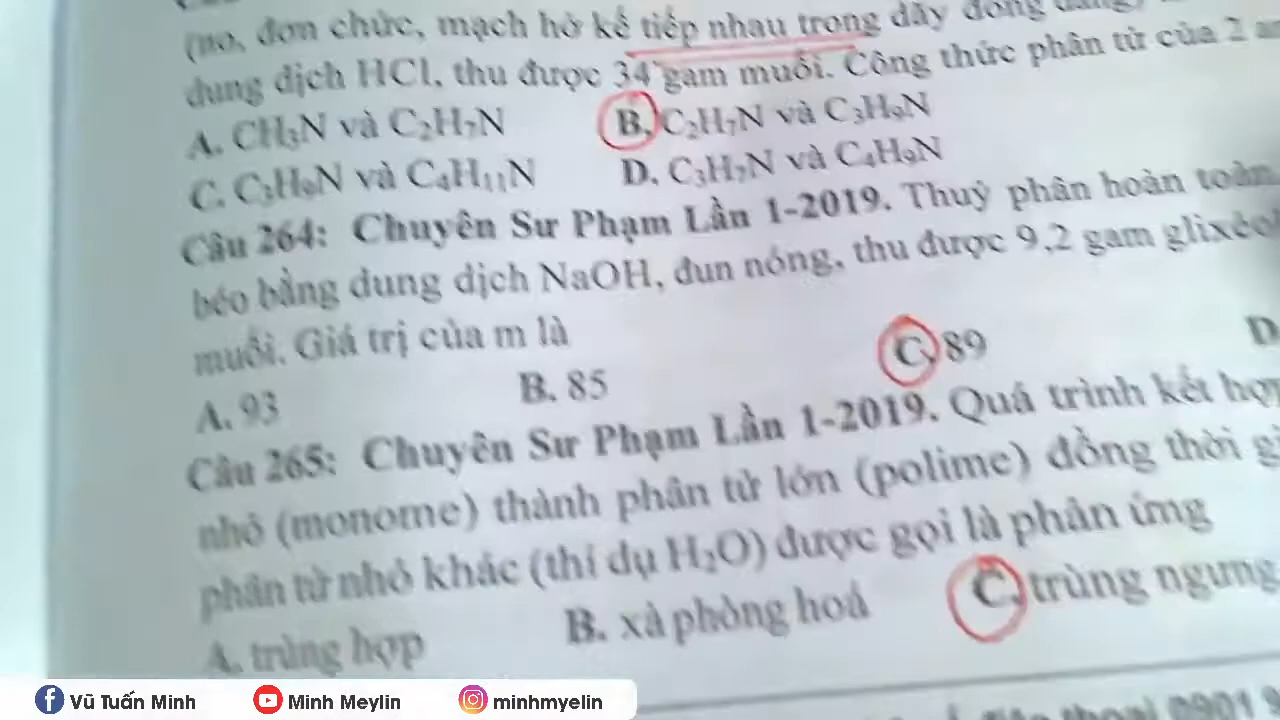 (no, đơn chức, mạch hở kế tiếp nhau trong dãy đồng đẳng)
dung dịch HCl, thu được 34 gam muối. Công thức phân tử của 2
A. CH₅N và C₂H₇N B. C₂H₇N và C₃H₉N
C. C₃H₉N và C₄H₁₁N D. C₃H₇N và C₄H₉N
Câu 264: Chuyên Sư Phạm Lần 1-2019. Thuỷ phân hoàn toàn
béo bằng dung dịch NaOH, đun nóng, thu được 9,2 gam glixêol
muối. Giá trị của m là
A. 93 B. 85 C. 89 D
Câu 265: Chuyên Sư Phạm Lần 1-2019. Quá trình kết hợp
nhỏ (monome) thành phân tử lớn (polime) đồng thời
phân tử nhỏ khác (thí dụ H₂O) được gọi là phản ứng
A. trùng hợp B. xà phòng hoá C. trùng ngưng
Vũ Tuấn Minh Minh Meylin minhmyelin